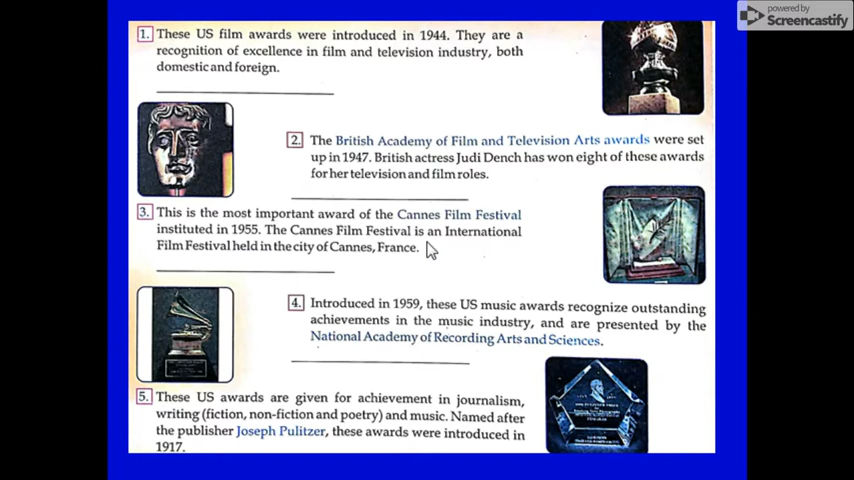 powered by
Screencastify
1. These US film awards were introduced in 1944. They are a
recognition of excellence in film and television industry, both
domestic and foreign.
2. The British Academy of Film and Television Arts awards were set
up in 1947. British actress Judi Dench has won eight of these awards
for her television and film roles.
3. This is the most important award of the Cannes Film Festival
instituted in 1955. The Cannes Film Festival is an International
Film Festival held in the city of Cannes, France.
4. Introduced in 1959, these US music awards recognize outstanding
achievements in the music industry, and are presented by the
National Academy of Recording Arts and Sciences.
5. These US awards are given for achievement in journalism,
writing (fiction, non-fiction and poetry) and music. Named after
the publisher Joseph Pulitzer, these awards were introduced in
1917.